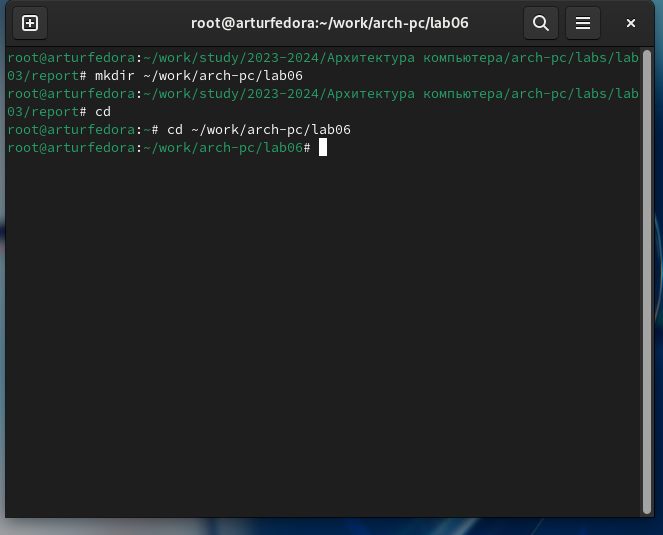 root@arturfedora:~/work/arch-pc/lab06
root@arturfedora:~/work/study/2023-2024/Архитектура компьютера/arch-pc/labs/lab
03/report# mkdir ~/work/arch-pc/lab06
root@arturfedora:~/work/study/2023-2024/Архитектура компьютера/arch-pc/labs/lab
03/report# cd
root@arturfedora:~# cd ~/work/arch-pc/lab06
root@arturfedora:~/work/arch-pc/lab06#